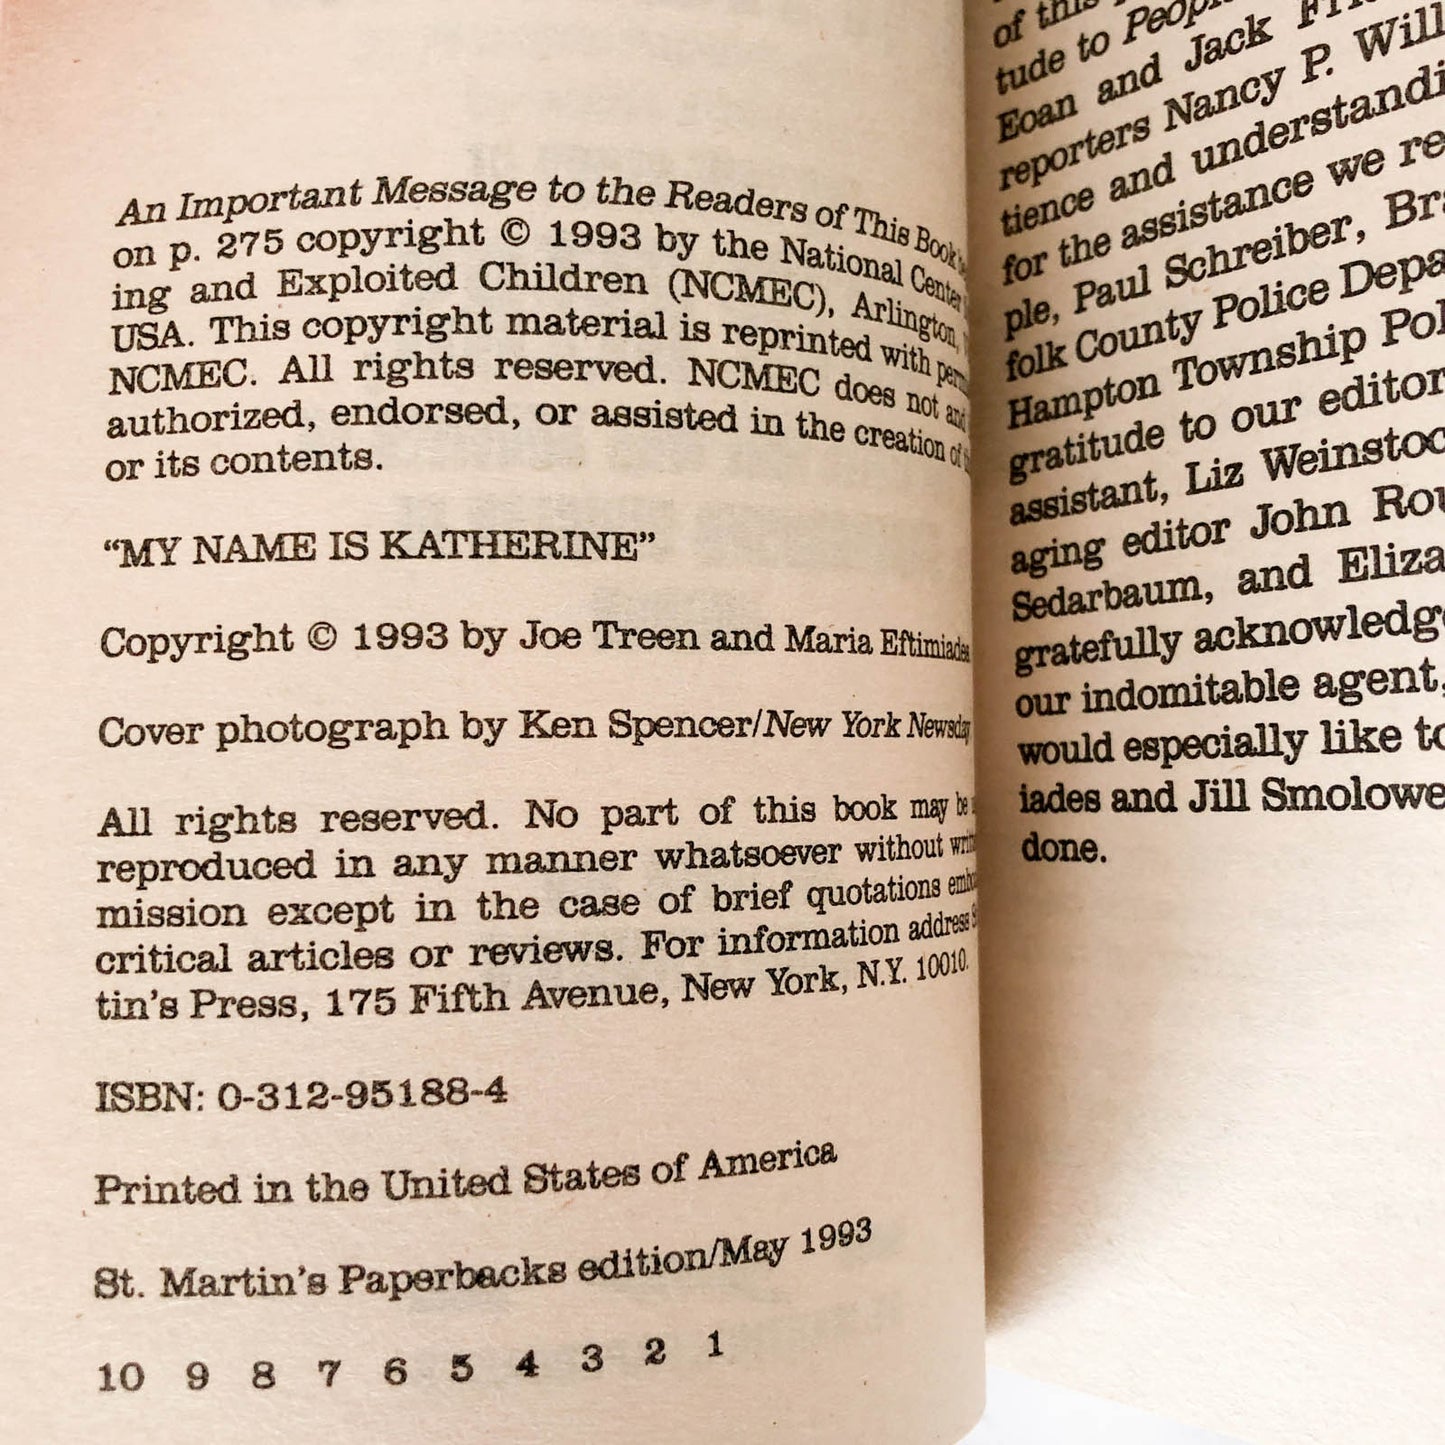 An Important Message to the Readers of This Book
on p. 275 copyright © 1993 by the National Center
ing and Exploited Children (NCMEC), Arlington,
USA. This copyright material is reprinted with
NCMEC. All rights reserved. NCMEC does not
authorized, endorsed, or assisted in the creation of
or its contents.
“MY NAME IS KATHERINE”
Copyright © 1993 by Joe Treen and Maria Eftimiades
Cover photograph by Ken Spencer/New York Newsday
All rights reserved. No part of this book may be
reproduced in any manner whatsoever without
mission except in the case of brief quotations
critical articles or reviews. For information address
tin’s Press, 175 Fifth Avenue, New York, N.Y. 10010.
ISBN: 0-312-95188-4
Printed in the United States of America
St. Martin’s Paperbacks edition/May 1993
10 9 8 7 6 5 4 3 2 1
of this
tude to People
Eoan and Jack
reporters Nancy P. Will
tience and understandi
for the assistance we re
ple, Paul Schreiber, Bra
folk County Police Depa
Hampton Township Pol
gratitude to our editor
assistant, Liz Weinstoc
aging editor John Rou
Sedarbaum, and Eliza
gratefully acknowledge
our indomitable agent,
would especially like to
iades and Jill Smolowe
done.